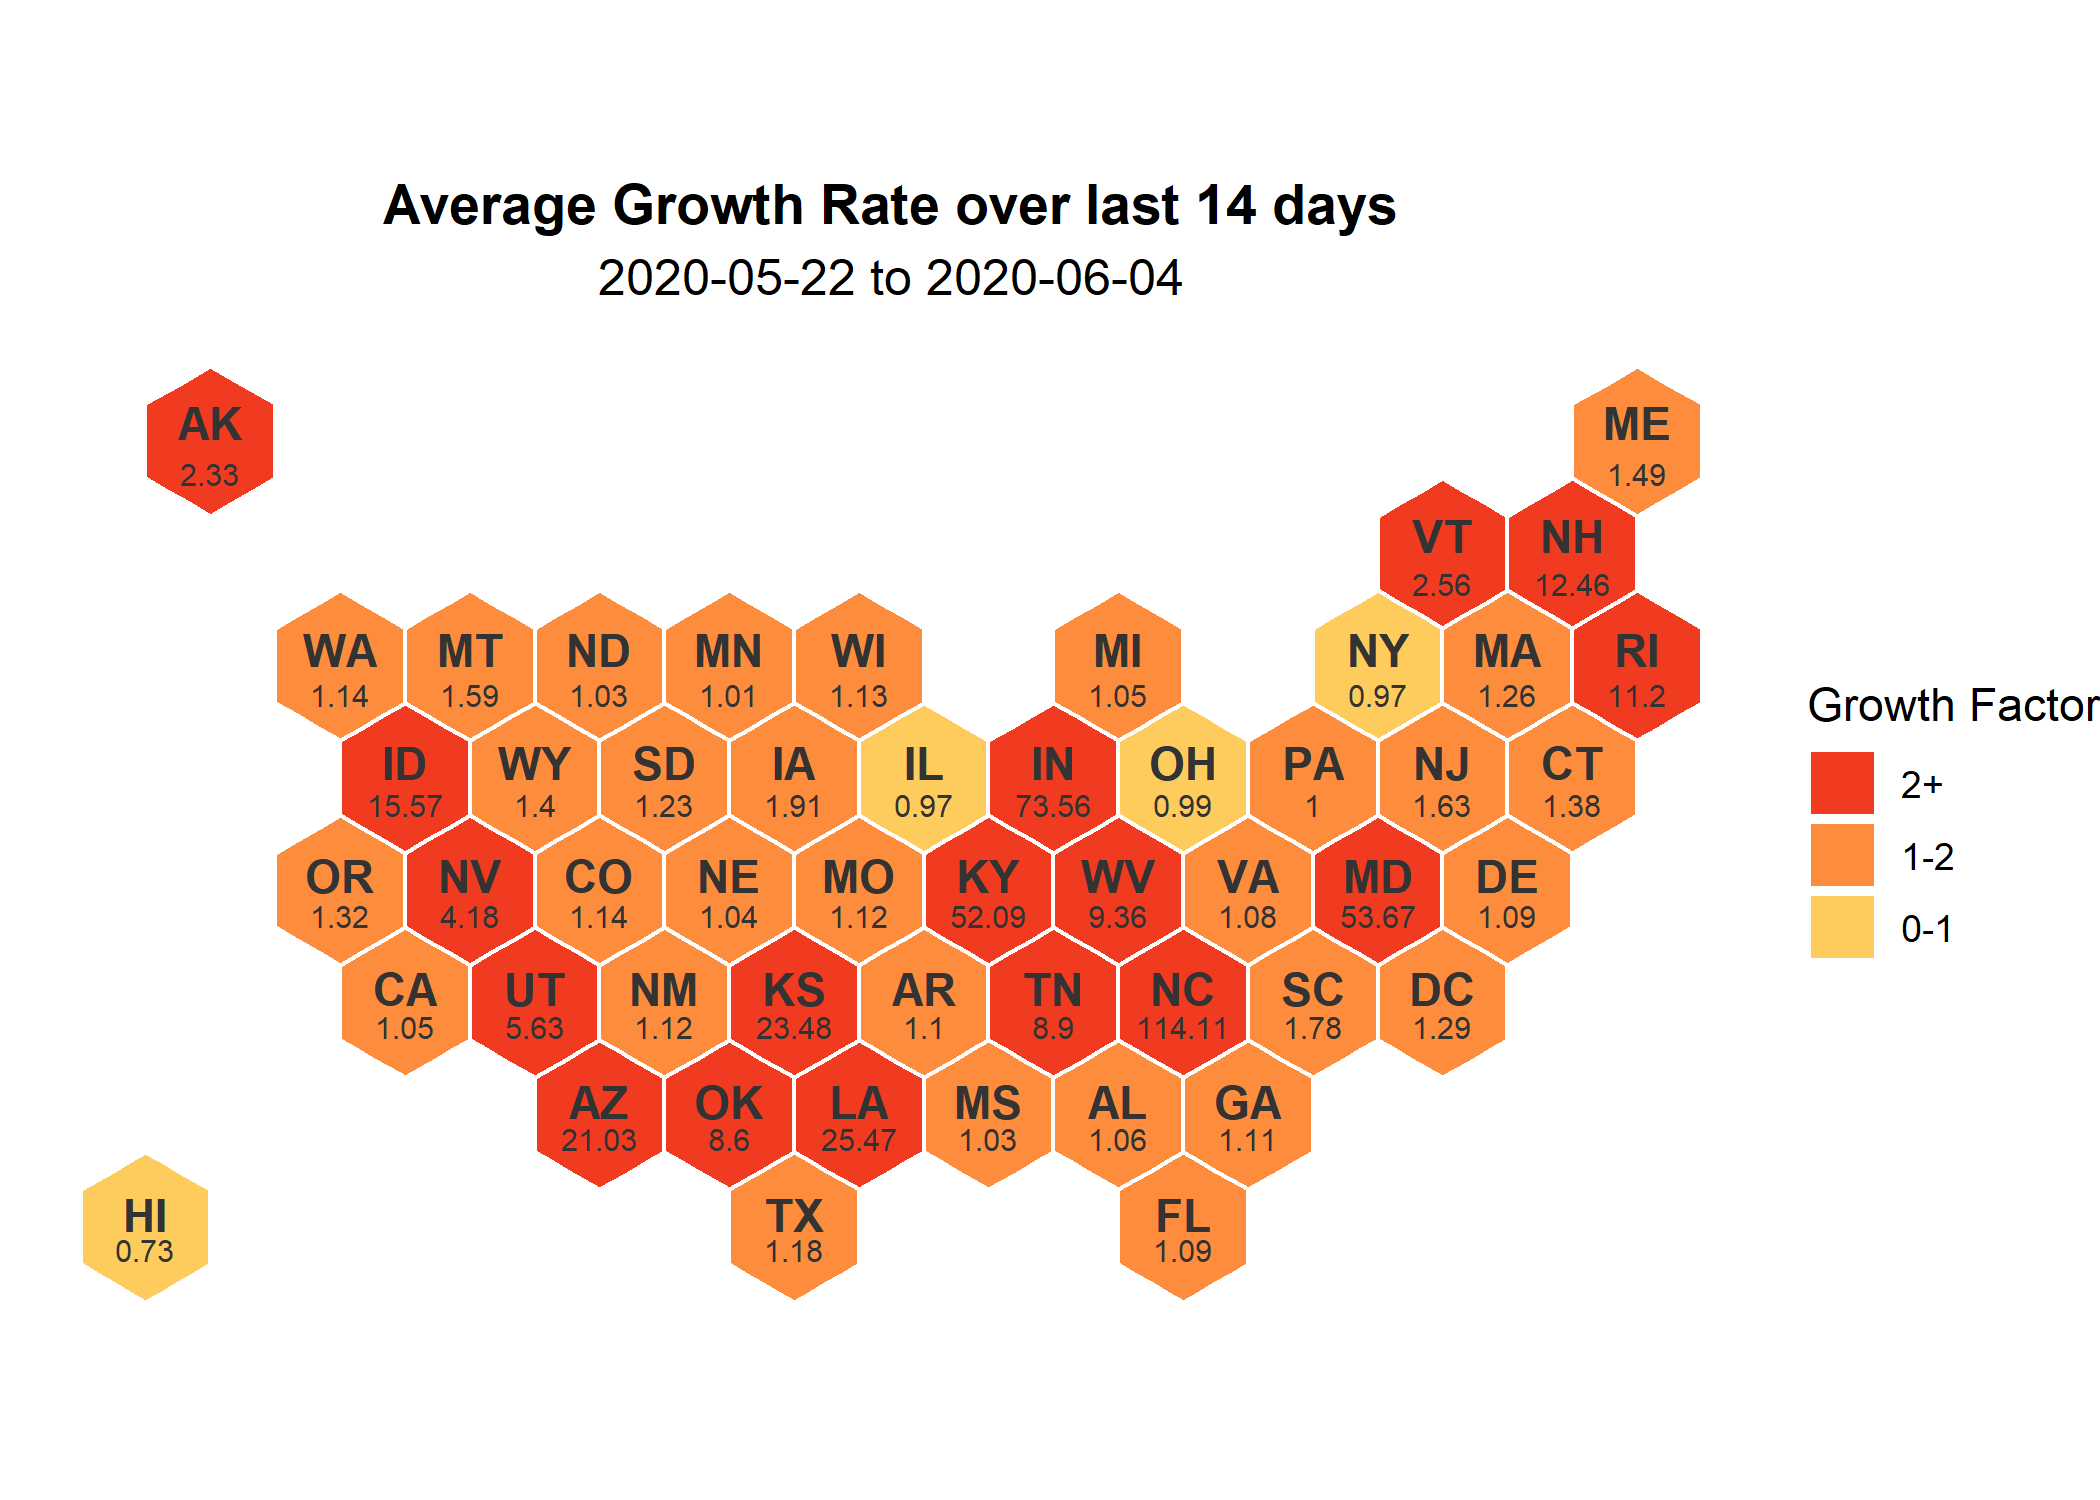 Average Growth Rate over last 14 days
2020-05-22 to 2020-06-04
AK
2.33
ME
1.49
VT
2.56
NH
12.46
WA
1.14
MT
1.59
ND
1.03
MN
1.01
WI
1.13
MI
1.05
NY
0.97
MA
1.26
RI
11.2
ID
15.57
WY
1.4
SD
1.23
IA
1.91
IL
0.97
IN
73.56
OH
0.99
PA
1
NJ
1.63
CT
1.38
OR
1.32
NV
4.18
CO
1.14
NE
1.04
MO
1.12
KY
52.09
WV
9.36
VA
1.08
MD
53.67
DE
1.09
CA
1.05
UT
5.63
NM
1.12
KS
23.48
AR
1.1
TN
8.9
NC
114.11
SC
1.78
DC
1.29
AZ
21.03
OK
8.6
LA
25.47
MS
1.03
AL
1.06
GA
1.11
HI
0.73
TX
1.18
FL
1.09
Growth Factor
2+
1-2
0-1